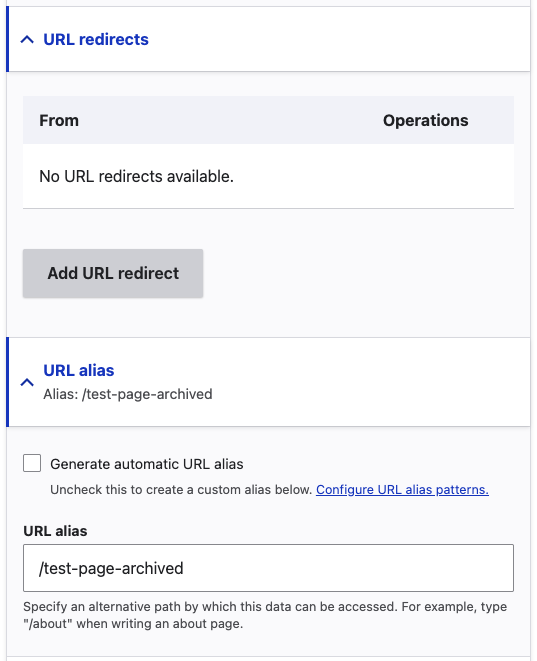 URL redirects
From Operations
No URL redirects available.
Add URL redirect
URL alias
Alias: /test-page-archived
Generate automatic URL alias
Uncheck this to create a custom alias below. Configure URL alias patterns.
URL alias
/test-page-archived
Specify an alternative path by which this data can be accessed. For example, type
"/about" when writing an about page.